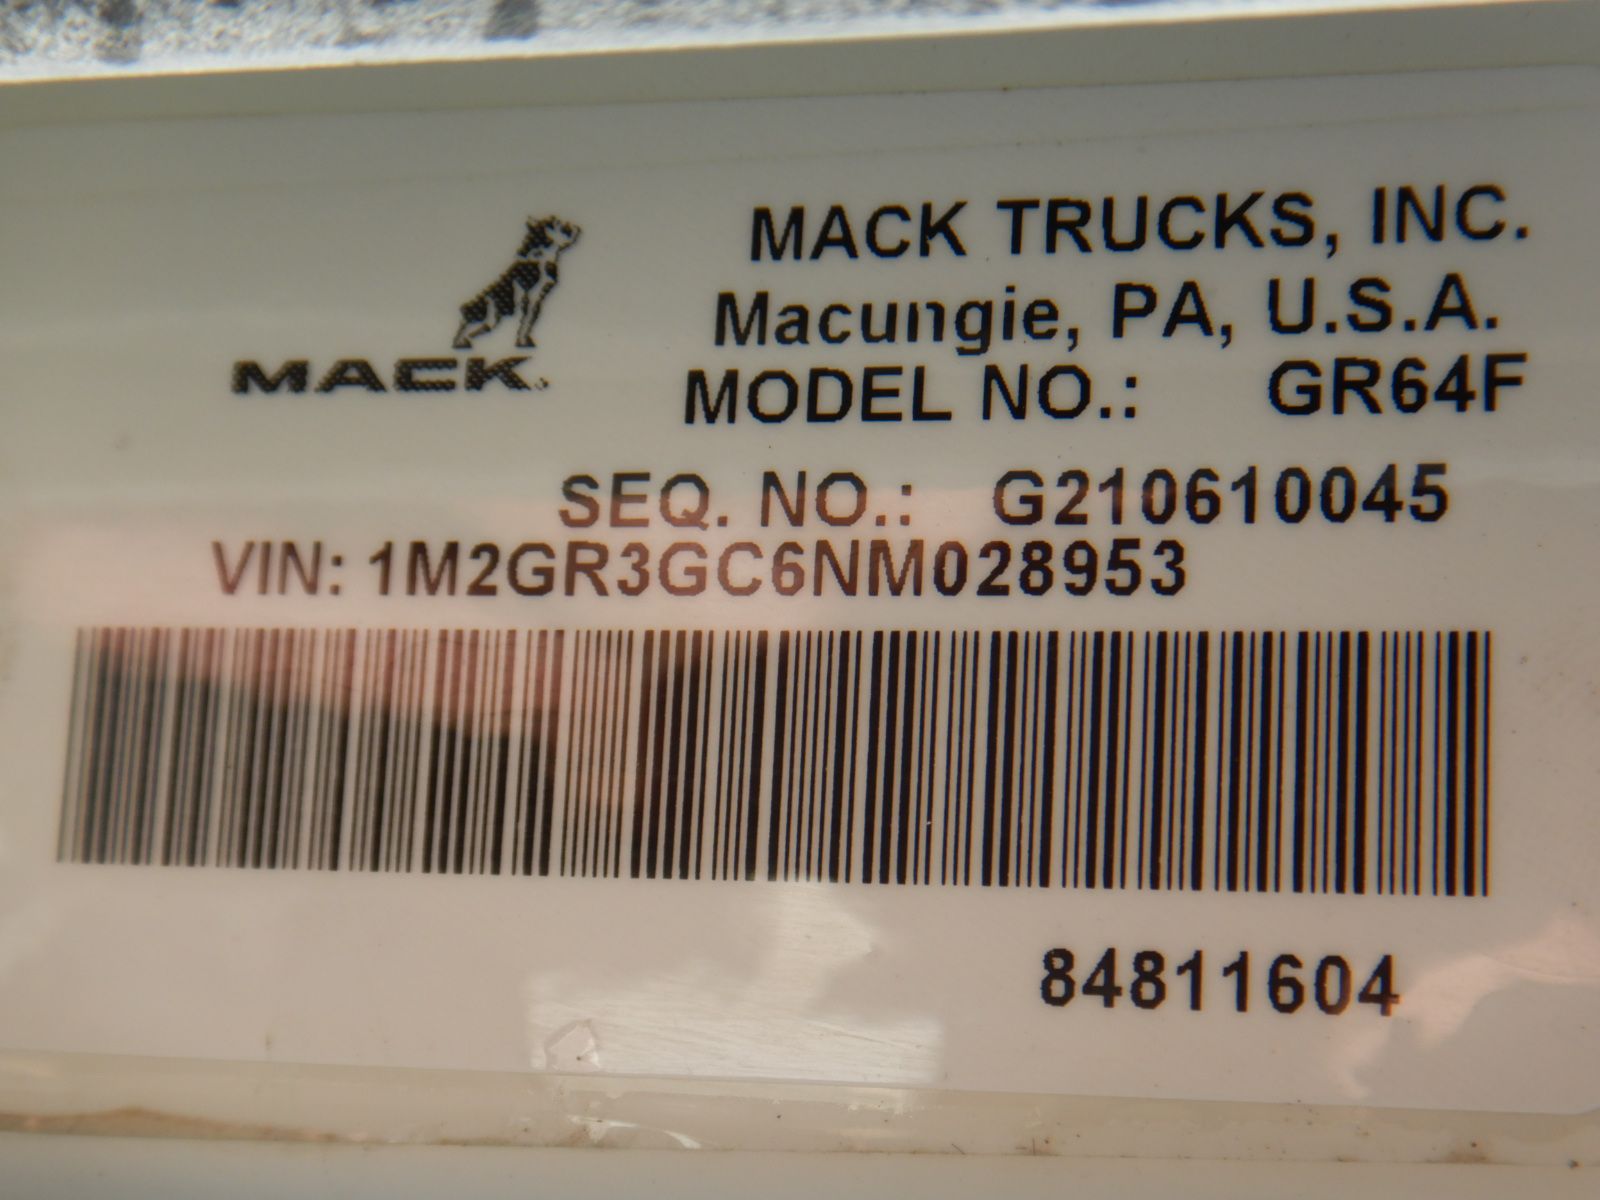 MACK TRUCKS, INC.
Macungie, PA, U.S.A.
MACK
MODEL NO.: GR64F
SEQ. NO.: G210610045
VIN: 1M2GR3GC6NM028953
84811604